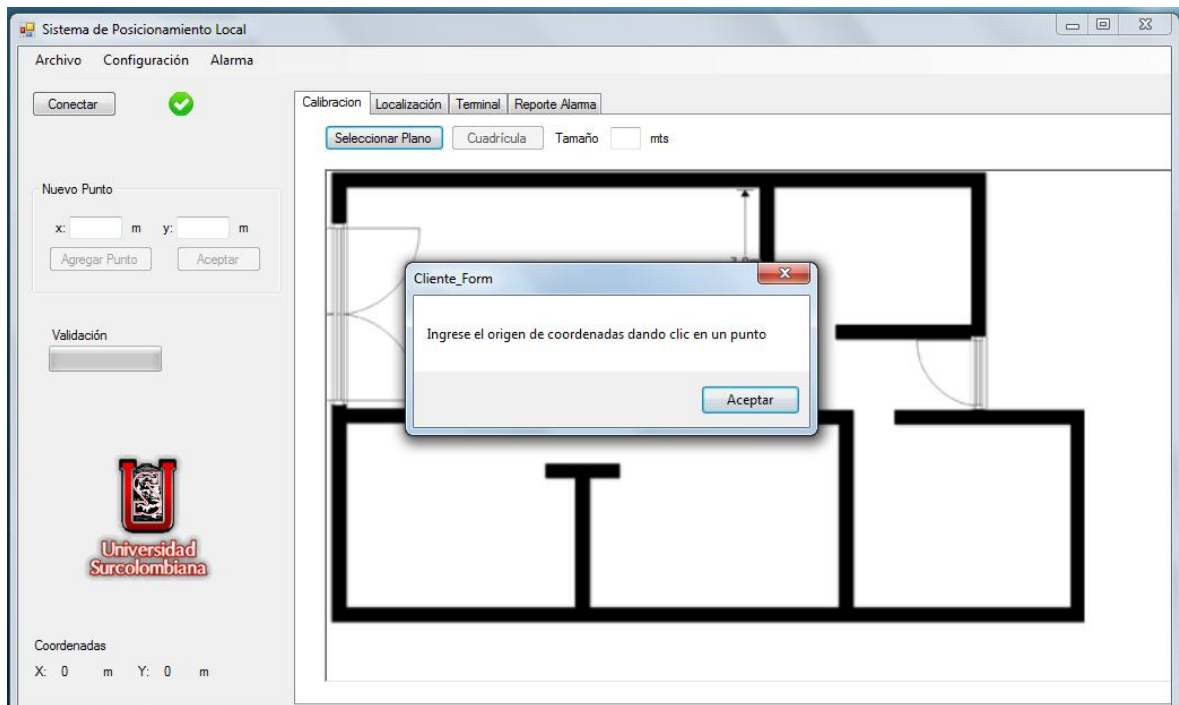 Sistema de Posicionamiento Local
Archivo Configuración Alarma
Conectar
Calibracion Localización Terminal Reporte Alarma
Seleccionar Plano Cuadrícula Tamaño mts
Nuevo Punto
x: m y: m
Agregar Punto Aceptar
Cliente_Form
Ingrese el origen de coordenadas dando clic en un punto
Aceptar
Validación
Universidad
Surcolombiana
Coordenadas
X: 0 m Y: 0 m